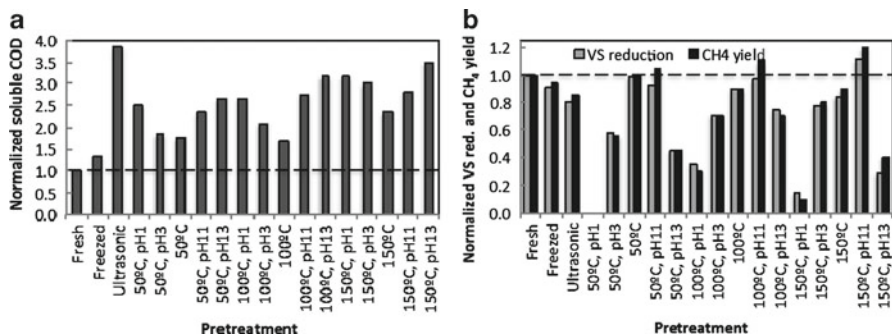 a
Normalized soluble COD
4.0
3.5
3.0
2.5
2.0
1.5
1.0
0.5
0.0
Fresh
Freezed
Ultrasonic
50ºC, pH1
50ºC, pH3
50ºC
50ºC, pH11
50ºC, pH13
100ºC, pH1
100ºC, pH3
100ºC
100ºC, pH11
100ºC, pH13
150ºC, pH1
150ºC, pH3
150ºC
150ºC, pH11
150ºC, pH13
Pretreatment
b
Normalized VS red. and CH₄ yield
VS reduction
CH4 yield
1.2
1.0
0.8
0.6
0.4
0.2
0.0
Fresh
Freezed
Ultrasonic
50ºC, pH1
50ºC, pH3
50ºC
50ºC, pH11
50ºC, pH13
100ºC, pH1
100ºC, pH3
100ºC
100ºC, pH11
100ºC, pH13
150ºC, pH1
150ºC, pH3
150ºC
150ºC, pH11
150ºC, pH13
Pretreatment